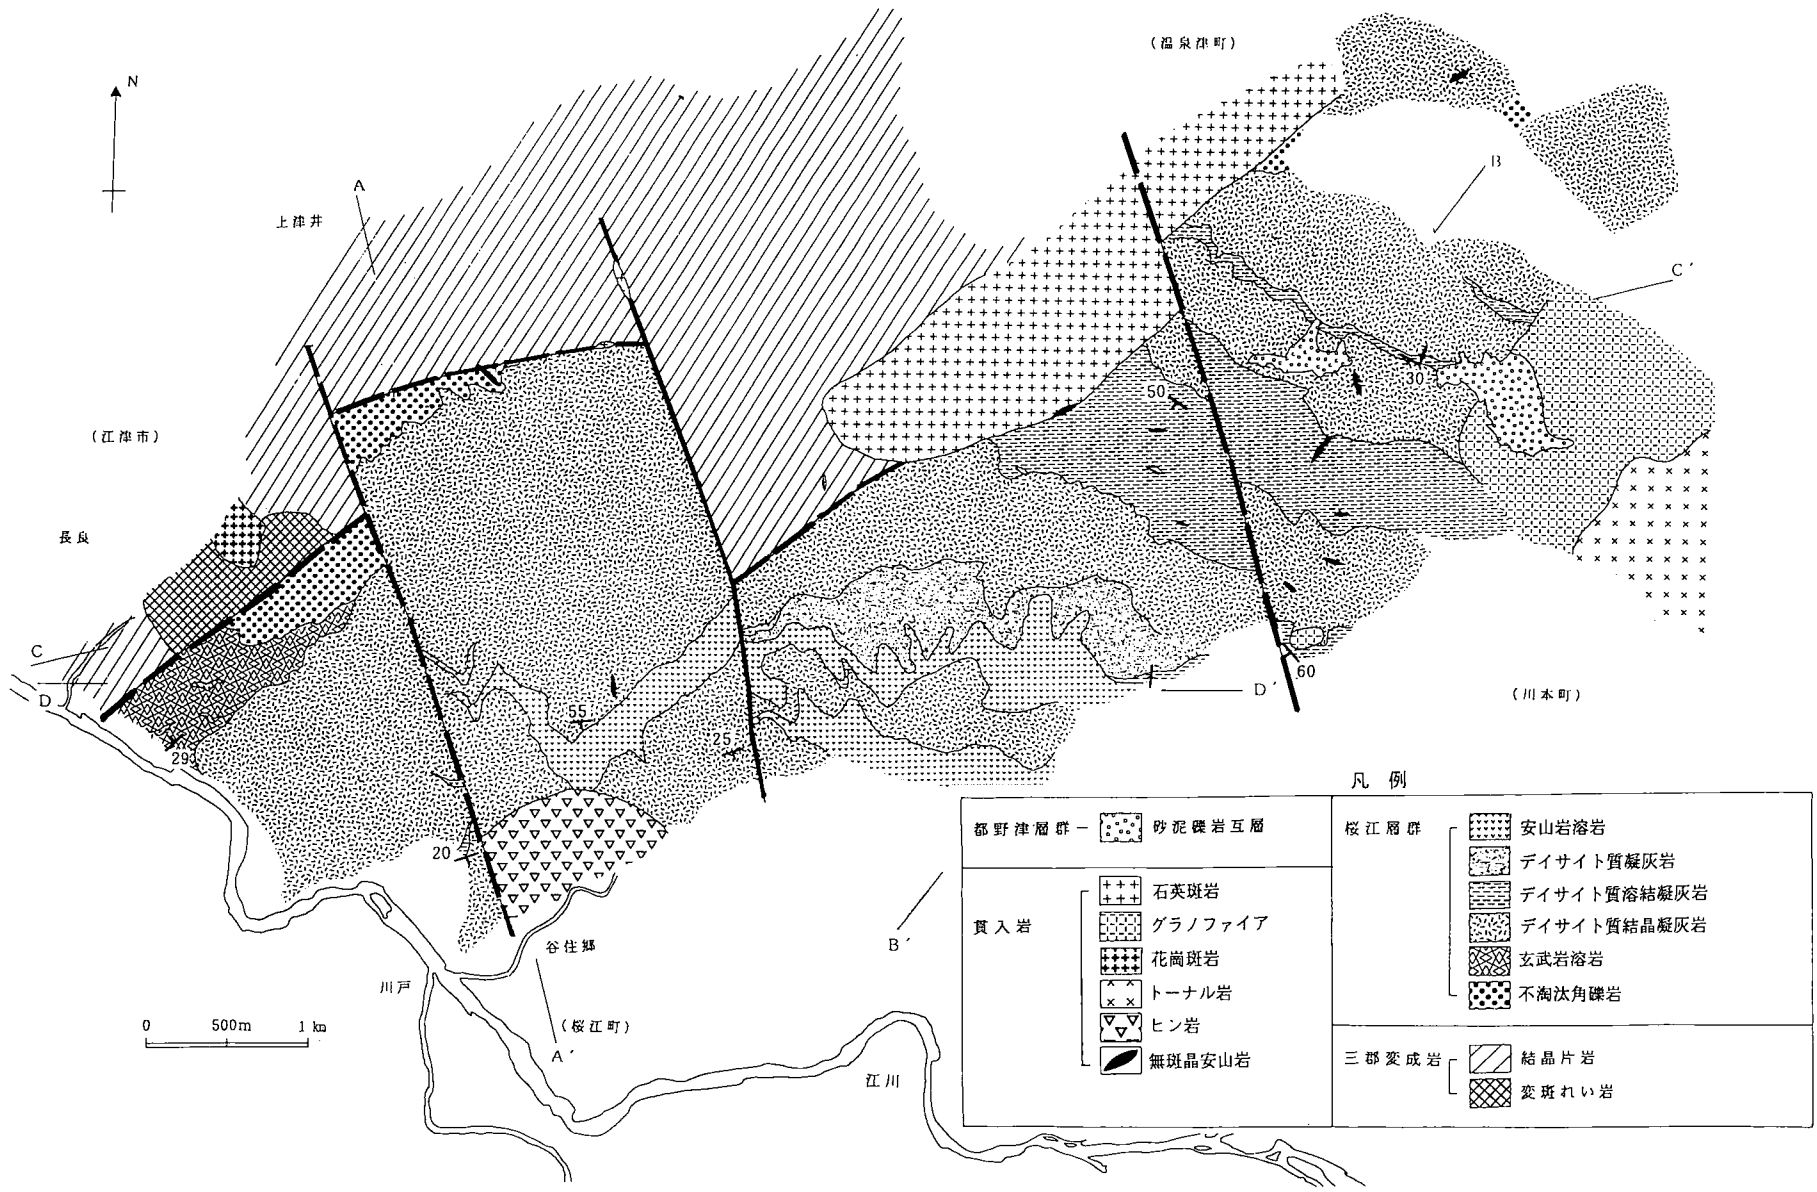 (温泉津町)
N
B
A
上津井
C′
30
50
(江津市)
長良
C
D
60
D′
(川本町)
55
25
29
20
谷住郷
B′
川戸
0 500m 1km
(桜江町)
A′
江川
凡例
都野津層群
砂泥礫岩互層
貫入岩
石英斑岩
グラノファイア
花崗斑岩
トーナル岩
ヒン岩
無斑晶安山岩
桜江層群
安山岩溶岩
デイサイト質凝灰岩
デイサイト質溶結凝灰岩
デイサイト質結晶凝灰岩
玄武岩溶岩
不淘汰角礫岩
三郡変成岩
結晶片岩
変斑れい岩